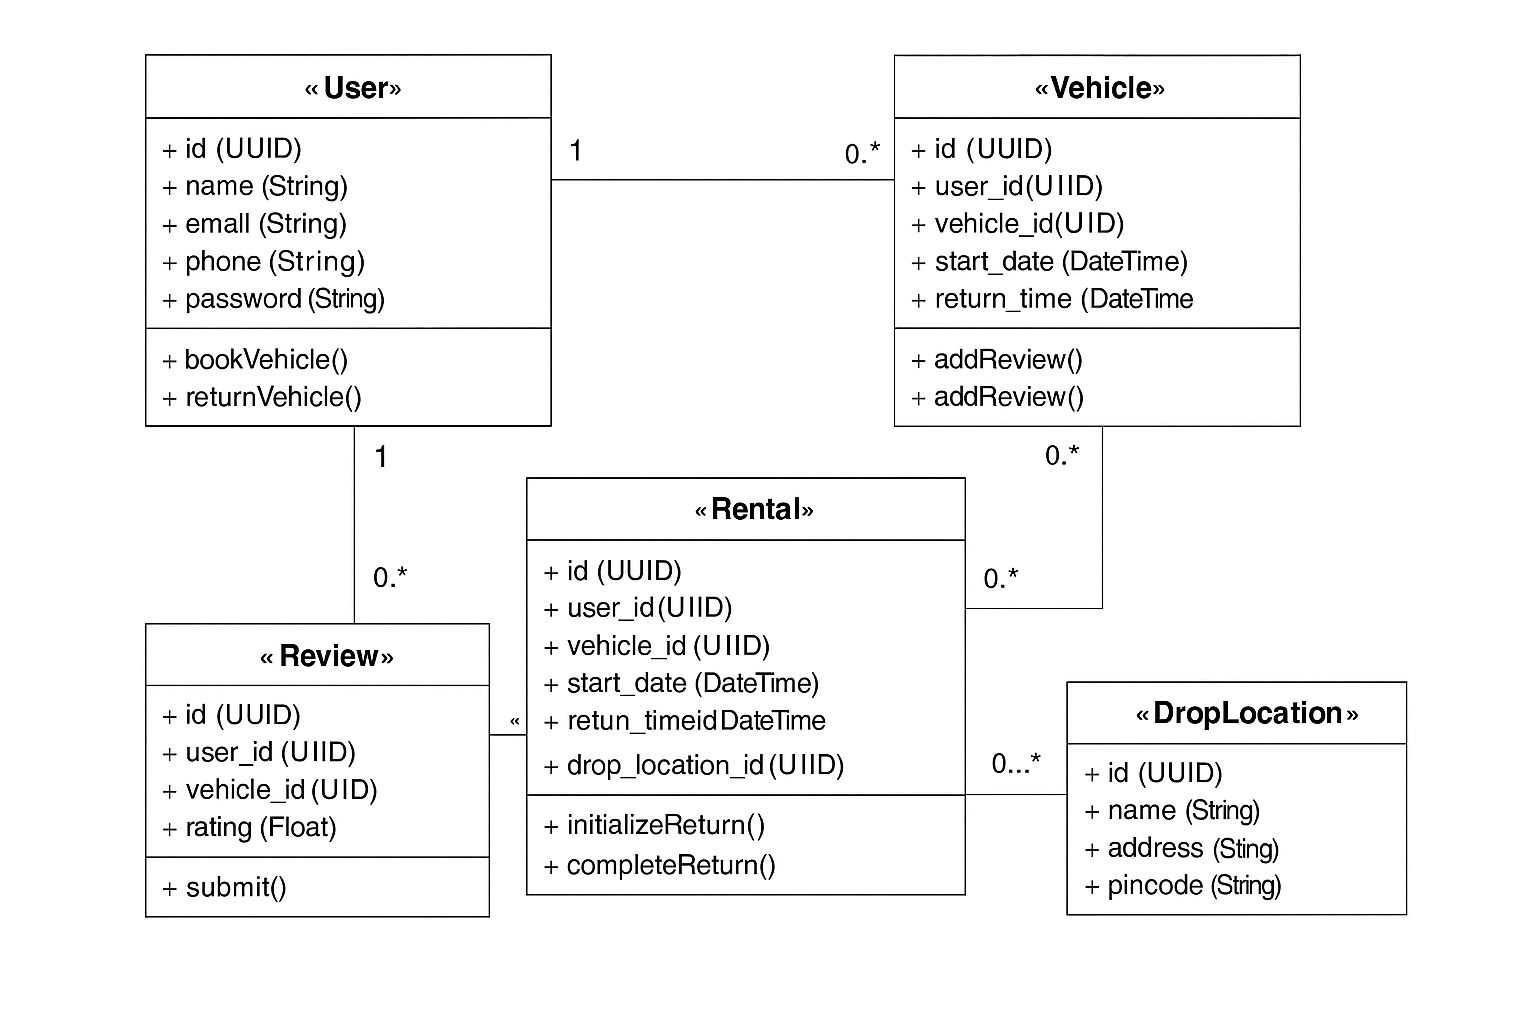 «User»
+ id (UUID)
+ name (String)
+ emall (String)
+ phone (String)
+ password (String)
+ bookVehicle()
+ returnVehicle()
1
0.*
«Vehicle»
+ id (UUID)
+ user_id(UIID)
+ vehicle_id(UID)
+ start_date (DateTime)
+ return_time (DateTime
+ addReview()
+ addReview()
1
0.*
0.*
0.*
«Rental»
+ id (UUID)
+ user_id(UIID)
+ vehicle_id (UIID)
+ start_date (DateTime)
+ retun_timeidDateTime
+ drop_location_id(UIID)
+ initializeReturn()
+ completeReturn()
«Review»
+ id (UUID)
+ user_id (UIID)
+ vehicle_id (UID)
+ rating (Float)
+ submit()
«
0...*
«DropLocation»
+ id (UUID)
+ name (String)
+ address (Sting)
+ pincode (String)